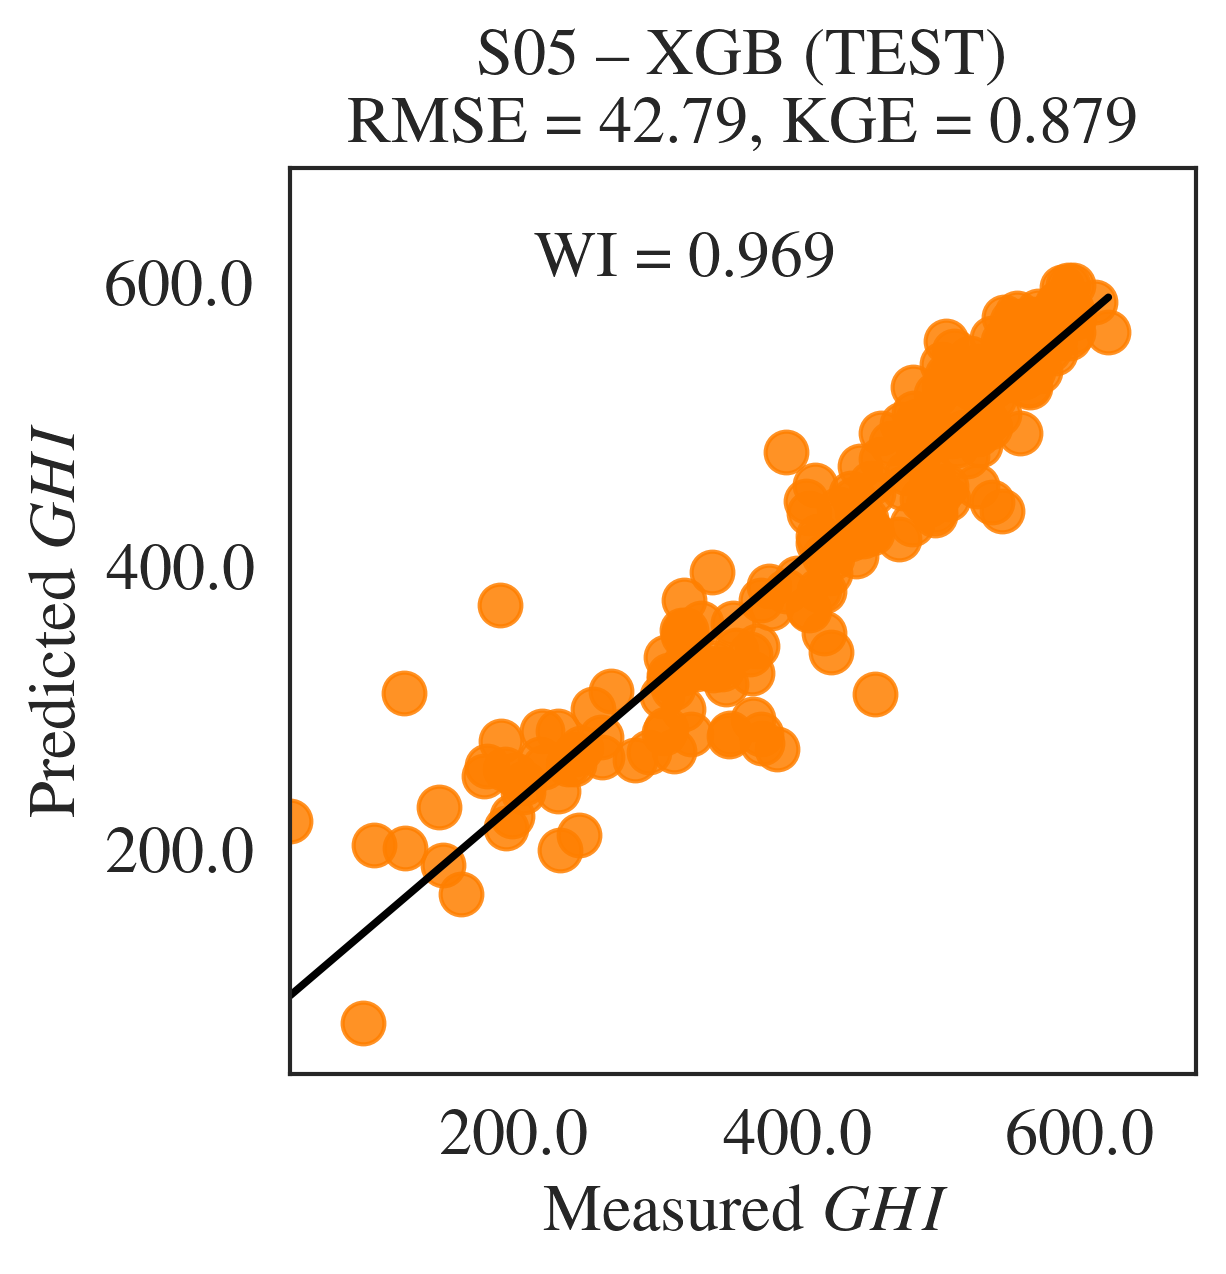 S05 – XGB (TEST)
RMSE = 42.79, KGE = 0.879
WI = 0.969
600.0
400.0
200.0
Predicted GHI
200.0 400.0 600.0
Measured GHI